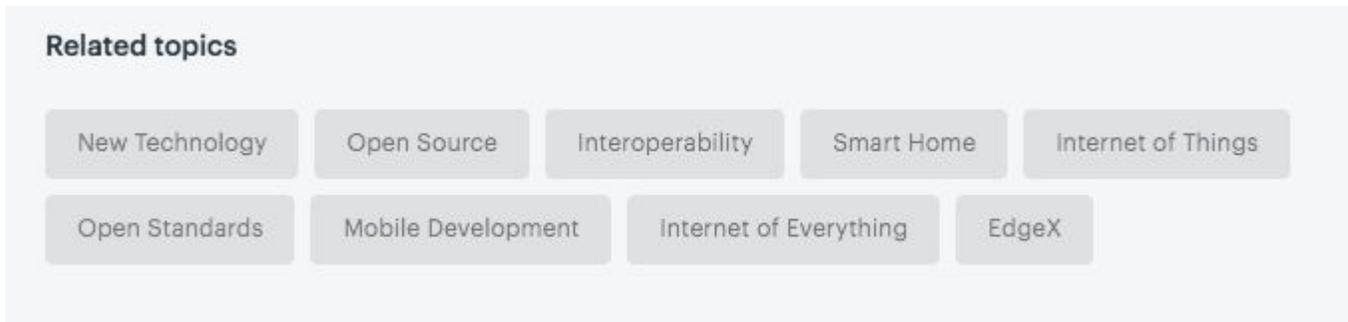 Related topics
New Technology Open Source Interoperability Smart Home Internet of Things
Open Standards Mobile Development Internet of Everything EdgeX